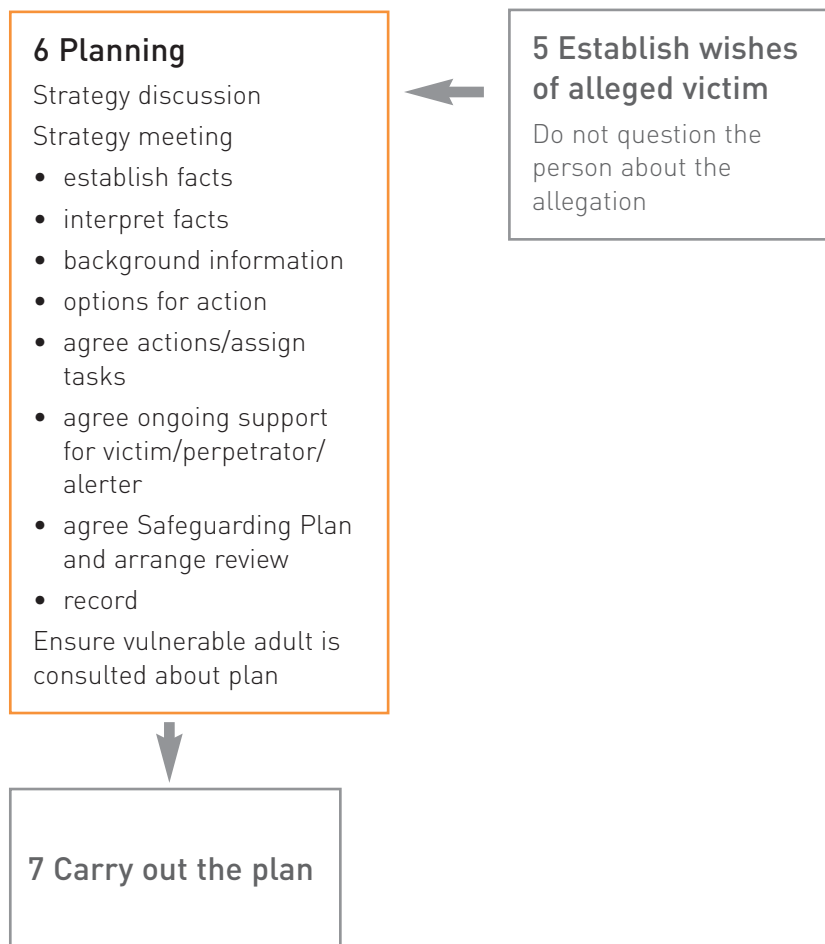 6 Planning
Strategy discussion
Strategy meeting
• establish facts
• interpret facts
• background information
• options for action
• agree actions/assign
tasks
• agree ongoing support
for victim/perpetrator/
alerter
• agree Safeguarding Plan
and arrange review
• record
Ensure vulnerable adult is
consulted about plan
5 Establish wishes
of alleged victim
Do not question the
person about the
allegation
7 Carry out the plan